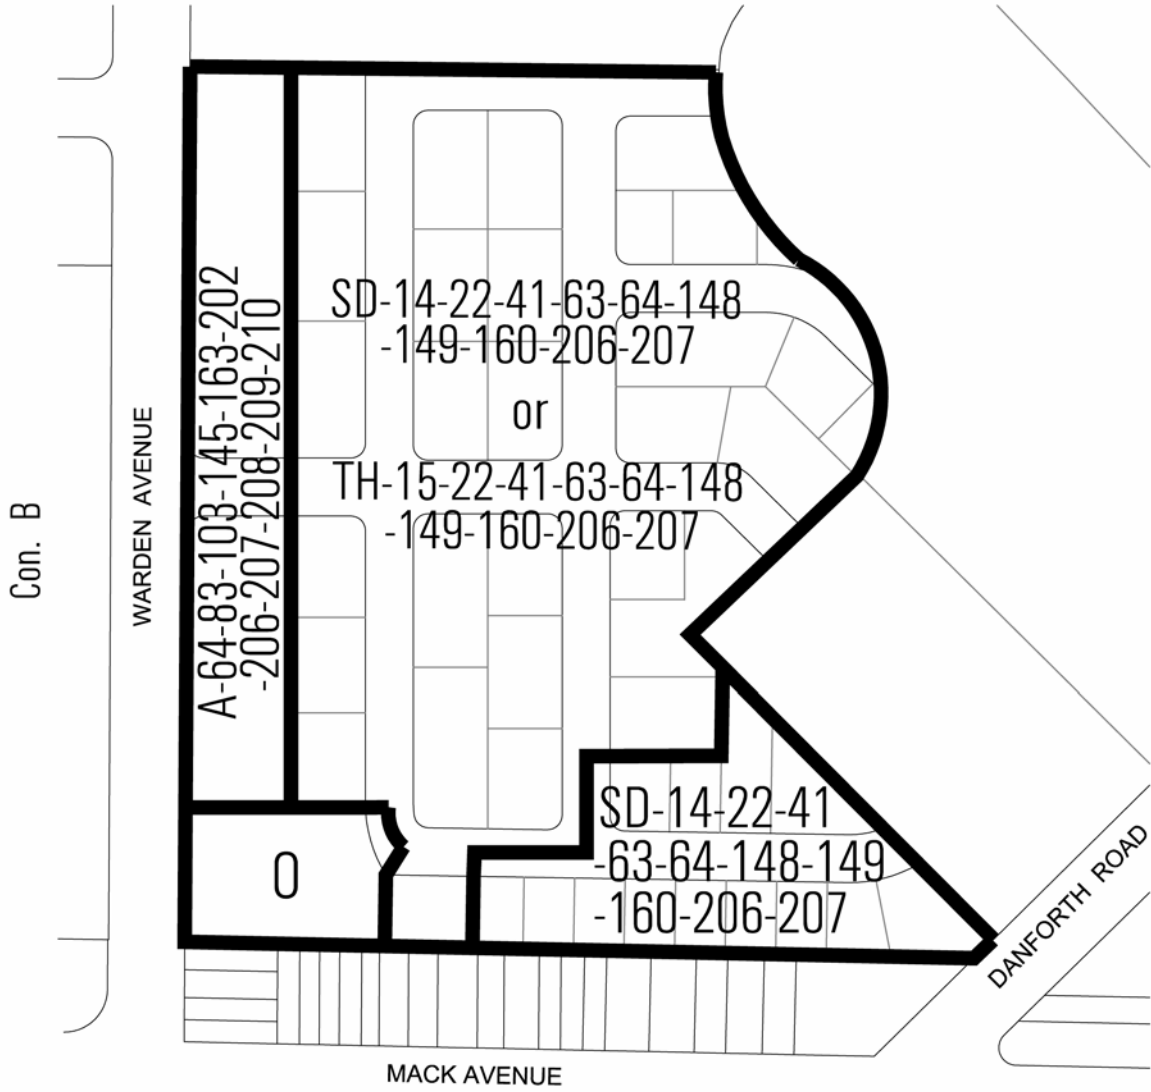 SD-14-22-41-63-64-148
-149-160-206-207
or
TH-15-22-41-63-64-148
-149-160-206-207
A-64-83-103-145-163-202
-206-207-208-209-210
WARDEN AVENUE
Con. B
SD-14-22-41
-63-64-148-149
-160-206-207
O
DANFORTH ROAD
MACK AVENUE